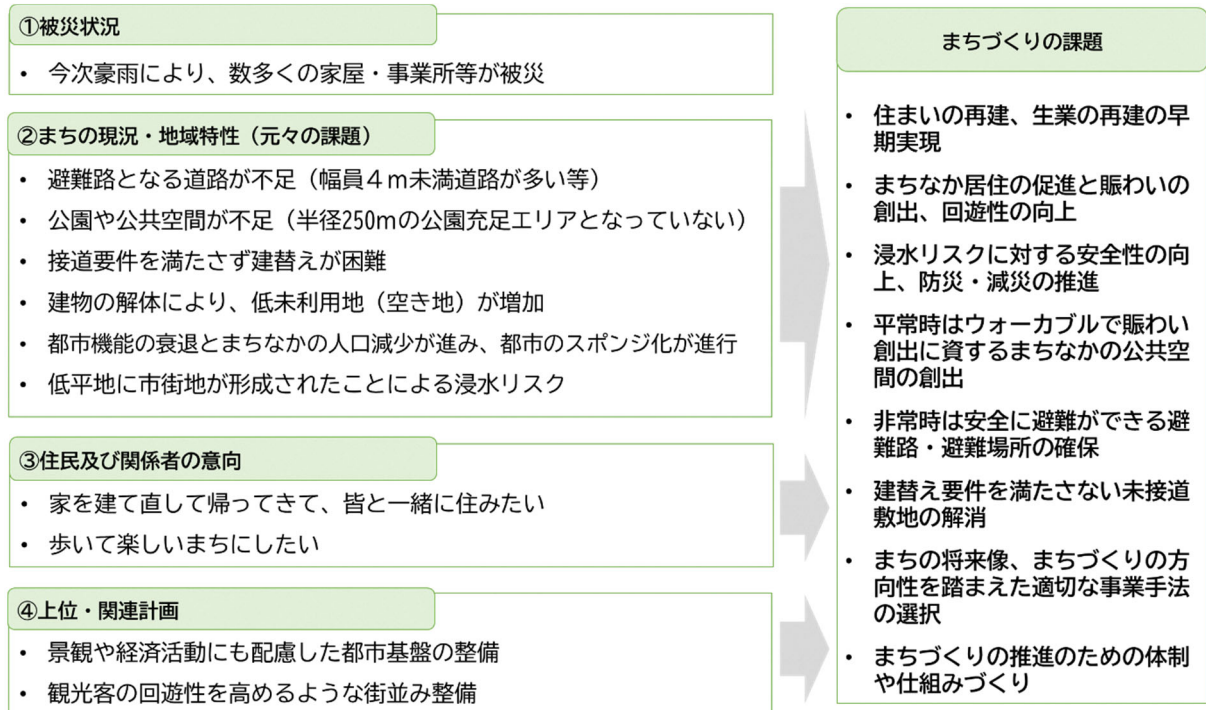 ①被災状況
・ 今次豪雨により、数多くの家屋・事業所等が被災
②まちの現況・地域特性（元々の課題）
・ 避難路となる道路が不足（幅員４ｍ未満道路が多い等）
・ 公園や公共空間が不足（半径250mの公園充足エリアとなっていない）
・ 接道要件を満たさず建替えが困難
・ 建物の解体により、低未利用地（空き地）が増加
・ 都市機能の衰退とまちなかの人口減少が進み、都市のスポンジ化が進行
・ 低平地に市街地が形成されたことによる浸水リスク
③住民及び関係者の意向
・ 家を建て直して帰ってきて、皆と一緒に住みたい
・ 歩いて楽しいまちにしたい
④上位・関連計画
・ 景観や経済活動にも配慮した都市基盤の整備
・ 観光客の回遊性を高めるような街並み整備
まちづくりの課題
・ 住まいの再建、生業の再建の早
期実現
・ まちなか居住の促進と賑わいの
創出、回遊性の向上
・ 浸水リスクに対する安全性の向
上、防災・減災の推進
・ 平常時はウォーカブルで賑わい
創出に資するまちなかの公共空
間の創出
・ 非常時は安全に避難ができる避
難路・避難場所の確保
・ 建替え要件を満たさない未接道
敷地の解消
・ まちの将来像、まちづくりの方
向性を踏まえた適切な事業手法
の選択
・ まちづくりの推進のための体制
や仕組みづくり